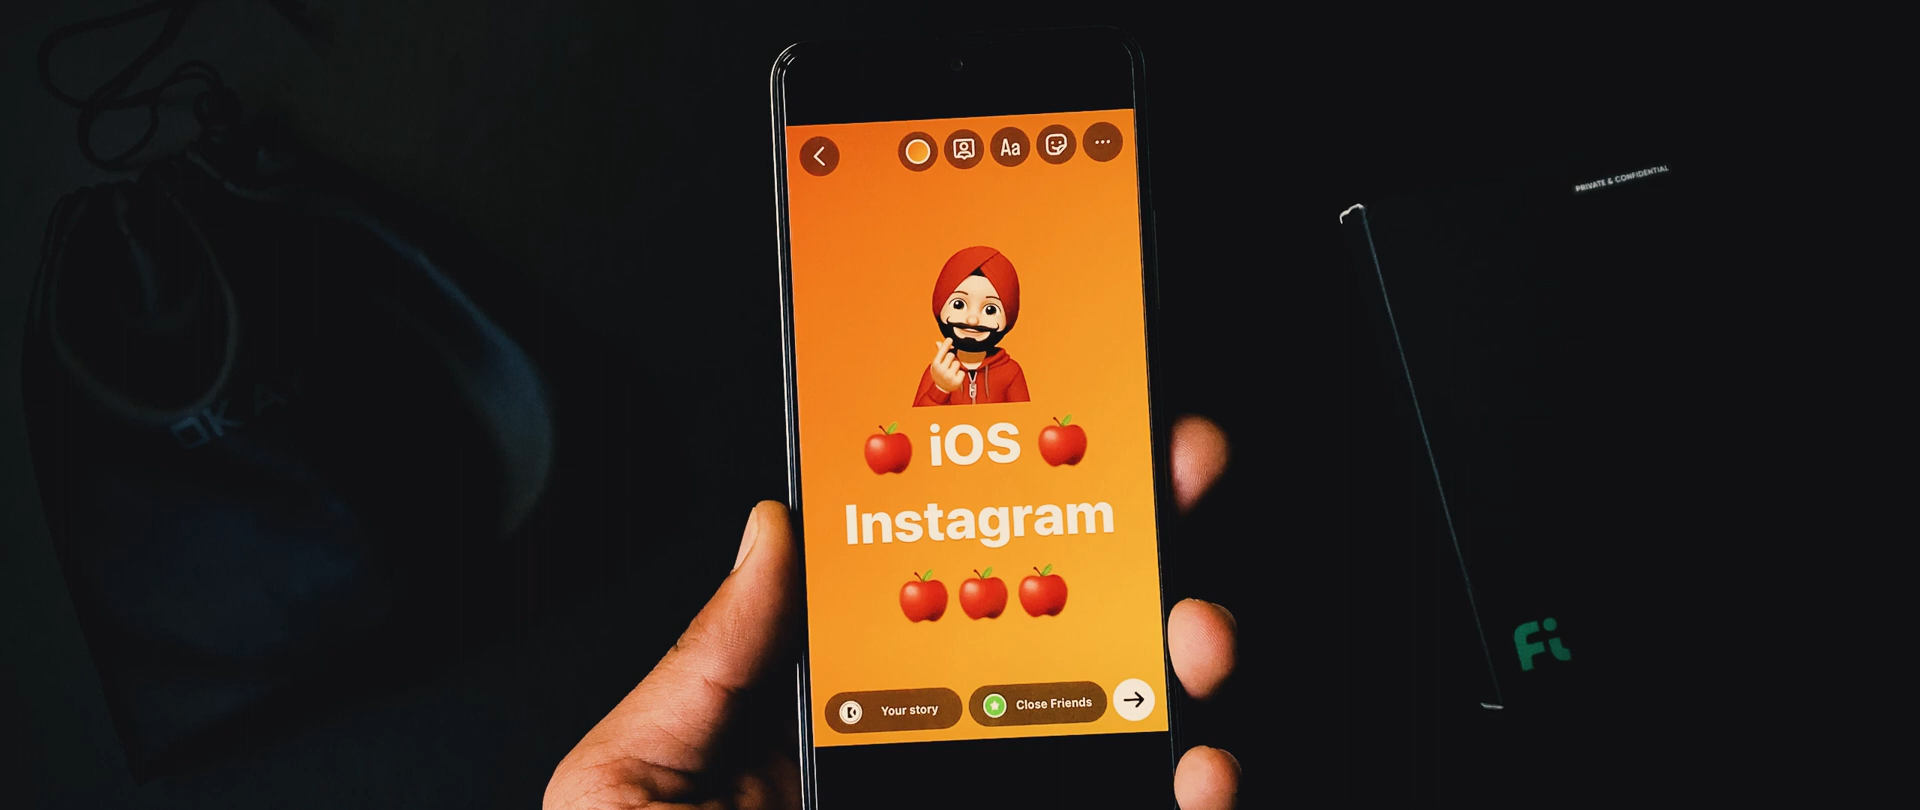 Aa
iOS
Instagram
Your story
Close Friends
PRIVATE & CONFIDENTIAL
Fi